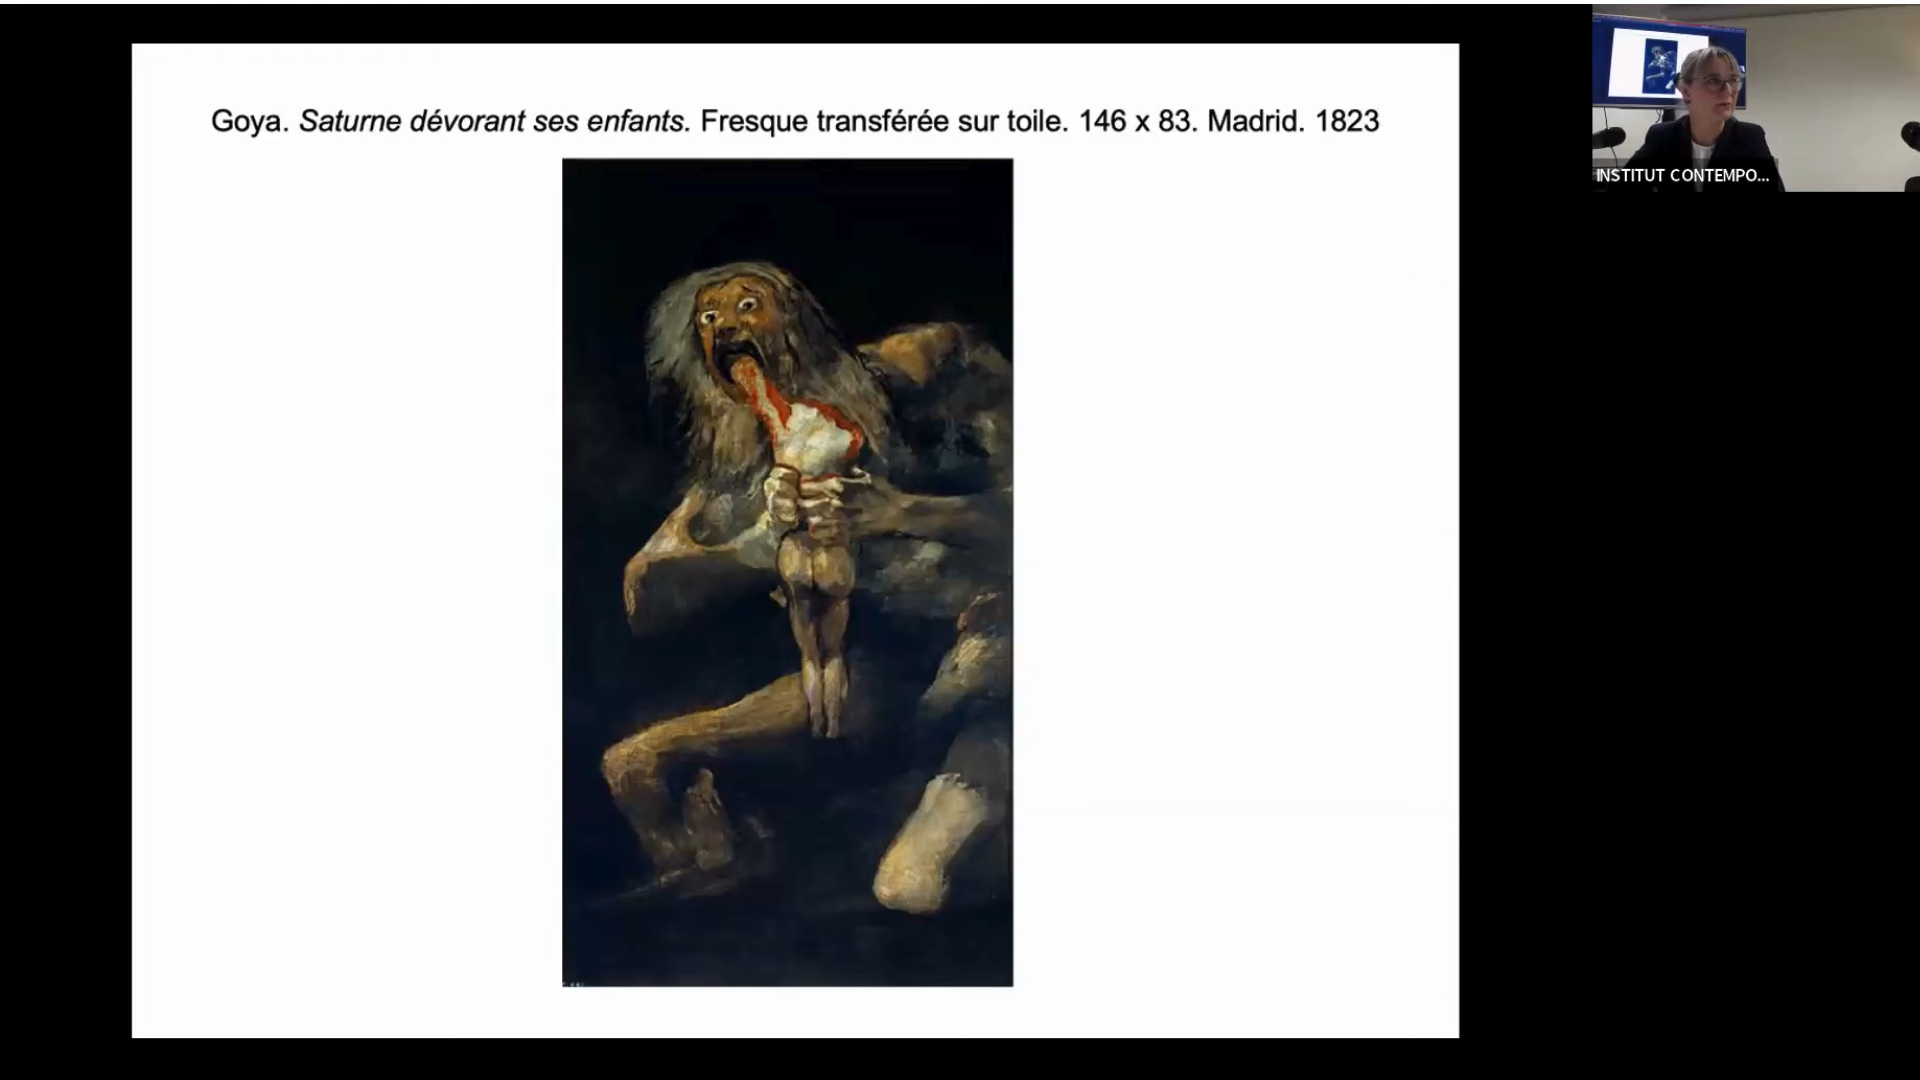 Goya. Saturne dévorant ses enfants. Fresque transférée sur toile. 146 x 83. Madrid. 1823
INSTITUT CONTEMPO...